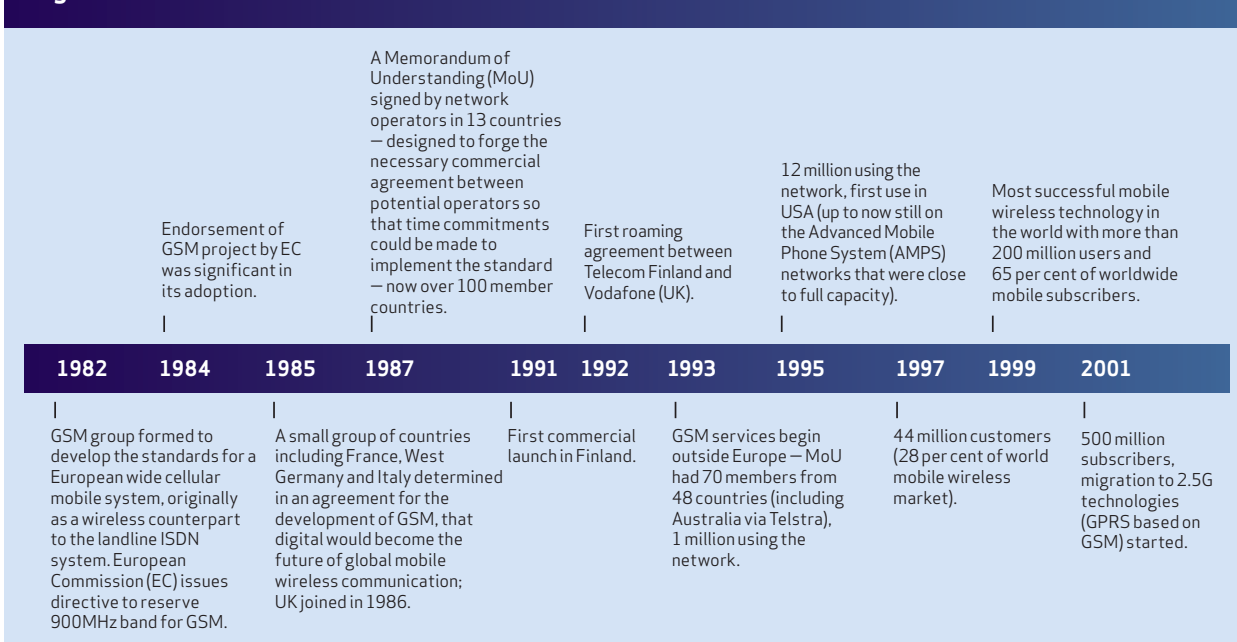 A Memorandum of
Understanding (MoU)
signed by network
operators in 13 countries
— designed to forge the
necessary commercial
agreement between
potential operators so
that time commitments
could be made to
implement the standard
— now over 100 member
countries.
12 million using the
network, first use in
USA (up to now still on
the Advanced Mobile
Phone System (AMPS)
networks that were close
to full capacity).
Most successful mobile
wireless technology in
the world with more than
200 million users and
65 per cent of worldwide
mobile subscribers.
Endorsement of
GSM project by EC
was significant in
its adoption.
First roaming
agreement between
Telecom Finland and
Vodafone (UK).
1982 1984 1985 1987 1991 1992 1993 1995 1997 1999 2001
GSM group formed to
develop the standards for a
European wide cellular
mobile system, originally
as a wireless counterpart
to the landline ISDN
system. European
Commission (EC) issues
directive to reserve
900MHz band for GSM.
A small group of countries
including France, West
Germany and Italy determined
in an agreement for the
development of GSM, that
digital would become the
future of global mobile
wireless communication;
UK joined in 1986.
First commercial
launch in Finland.
GSM services begin
outside Europe — MoU
had 70 members from
48 countries (including
Australia via Telstra),
1 million using the
network.
44 million customers
(28 per cent of world
mobile wireless
market).
500 million
subscribers,
migration to 2.5G
technologies
(GPRS based on
GSM) started.